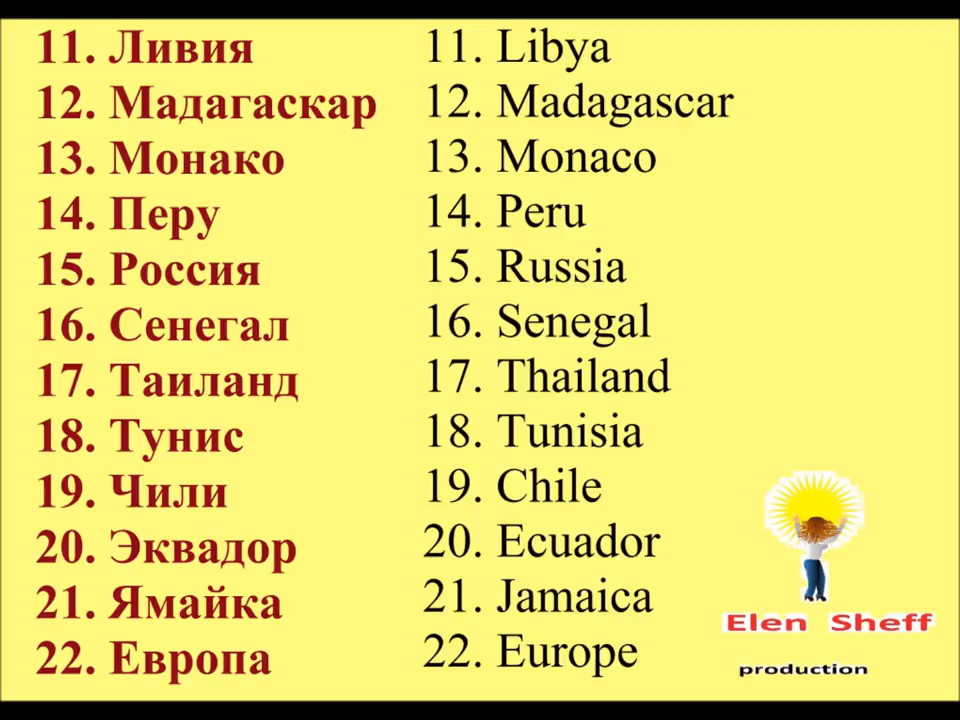 11. Ливия
12. Мадагаскар
13. Монако
14. Перу
15. Россия
16. Сенегал
17. Таиланд
18. Тунис
19. Чили
20. Эквадор
21. Ямайка
22. Европа
11. Libya
12. Madagascar
13. Monaco
14. Peru
15. Russia
16. Senegal
17. Thailand
18. Tunisia
19. Chile
20. Ecuador
21. Jamaica
22. Europe
Elen Sheff
production